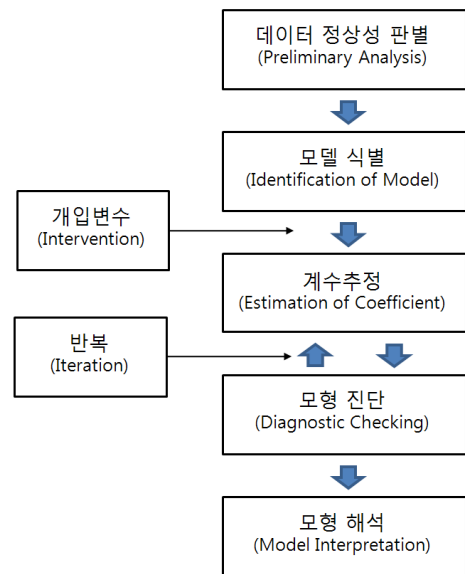 데이터 정상성 판별
(Preliminary Analysis)
모델 식별
(Identification of Model)
개입변수
(Intervention)
계수추정
(Estimation of Coefficient)
반복
(Iteration)
모형 진단
(Diagnostic Checking)
모형 해석
(Model Interpretation)